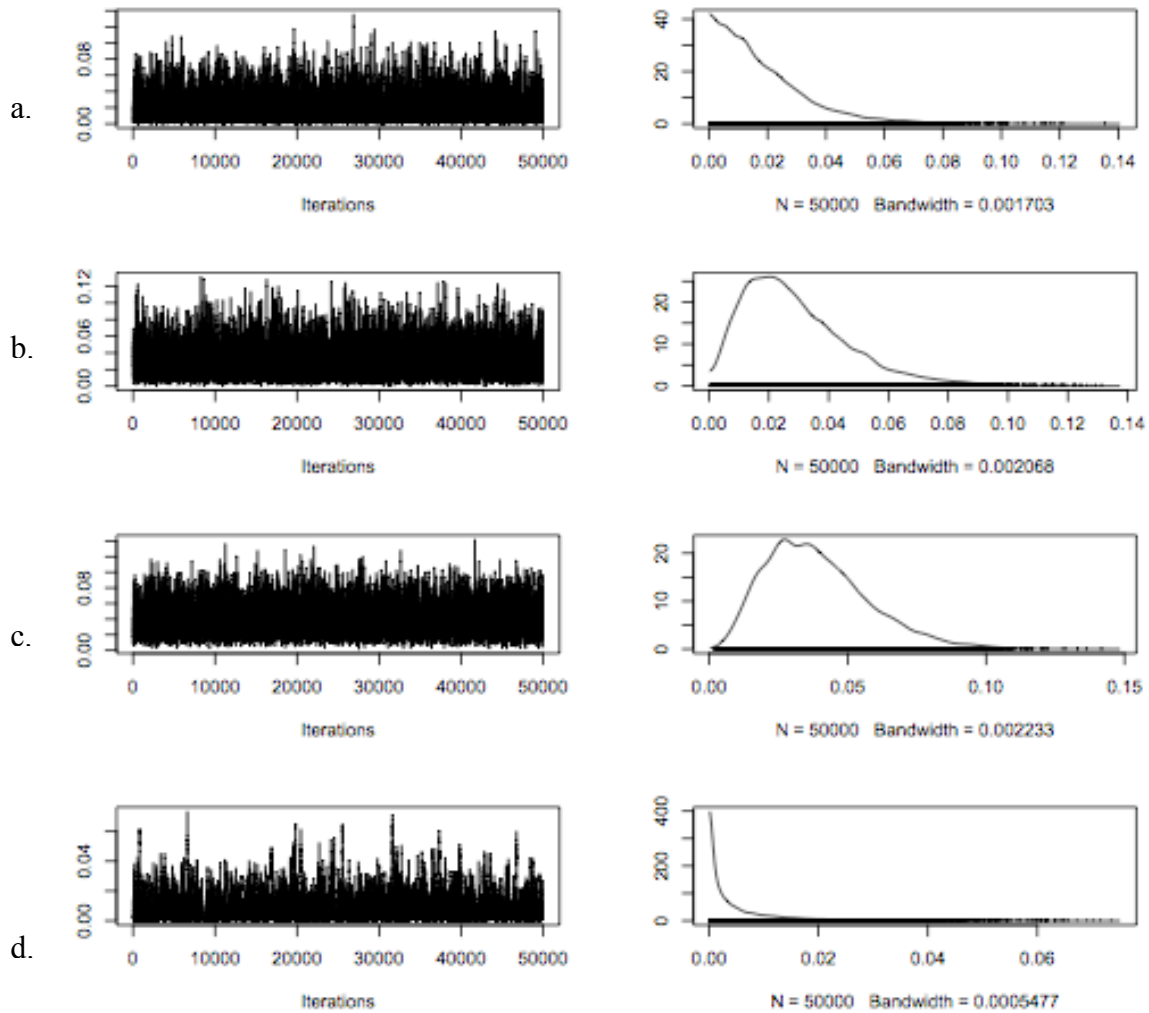 a.
0.00 0.08
0 10000 20000 30000 40000 50000
Iterations
0 20 40
0.00 0.02 0.04 0.06 0.08 0.10 0.12 0.14
N = 50000 Bandwidth = 0.001703
b.
0.00 0.06 0.12
0 10000 20000 30000 40000 50000
Iterations
0 10 20
0.00 0.02 0.04 0.06 0.08 0.10 0.12 0.14
N = 50000 Bandwidth = 0.002068
c.
0.00 0.08
0 10000 20000 30000 40000 50000
Iterations
0 10 20
0.00 0.05 0.10 0.15
N = 50000 Bandwidth = 0.002233
d.
0.00 0.04
0 10000 20000 30000 40000 50000
Iterations
0 200 400
0.00 0.02 0.04 0.06
N = 50000 Bandwidth = 0.0005477